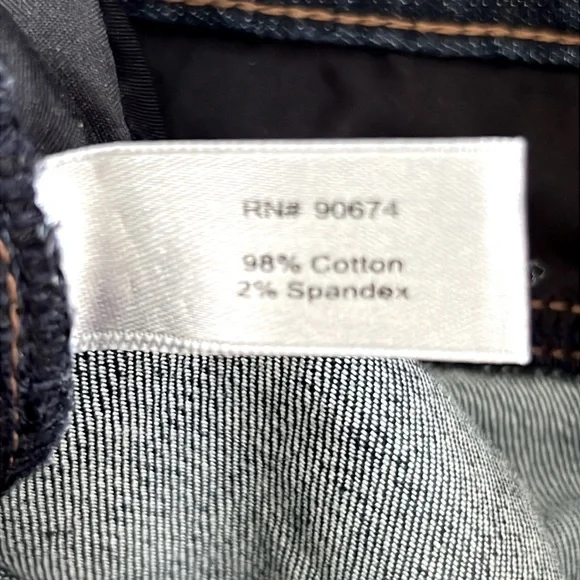 RN# 90674
98% Cotton
2% Spandex